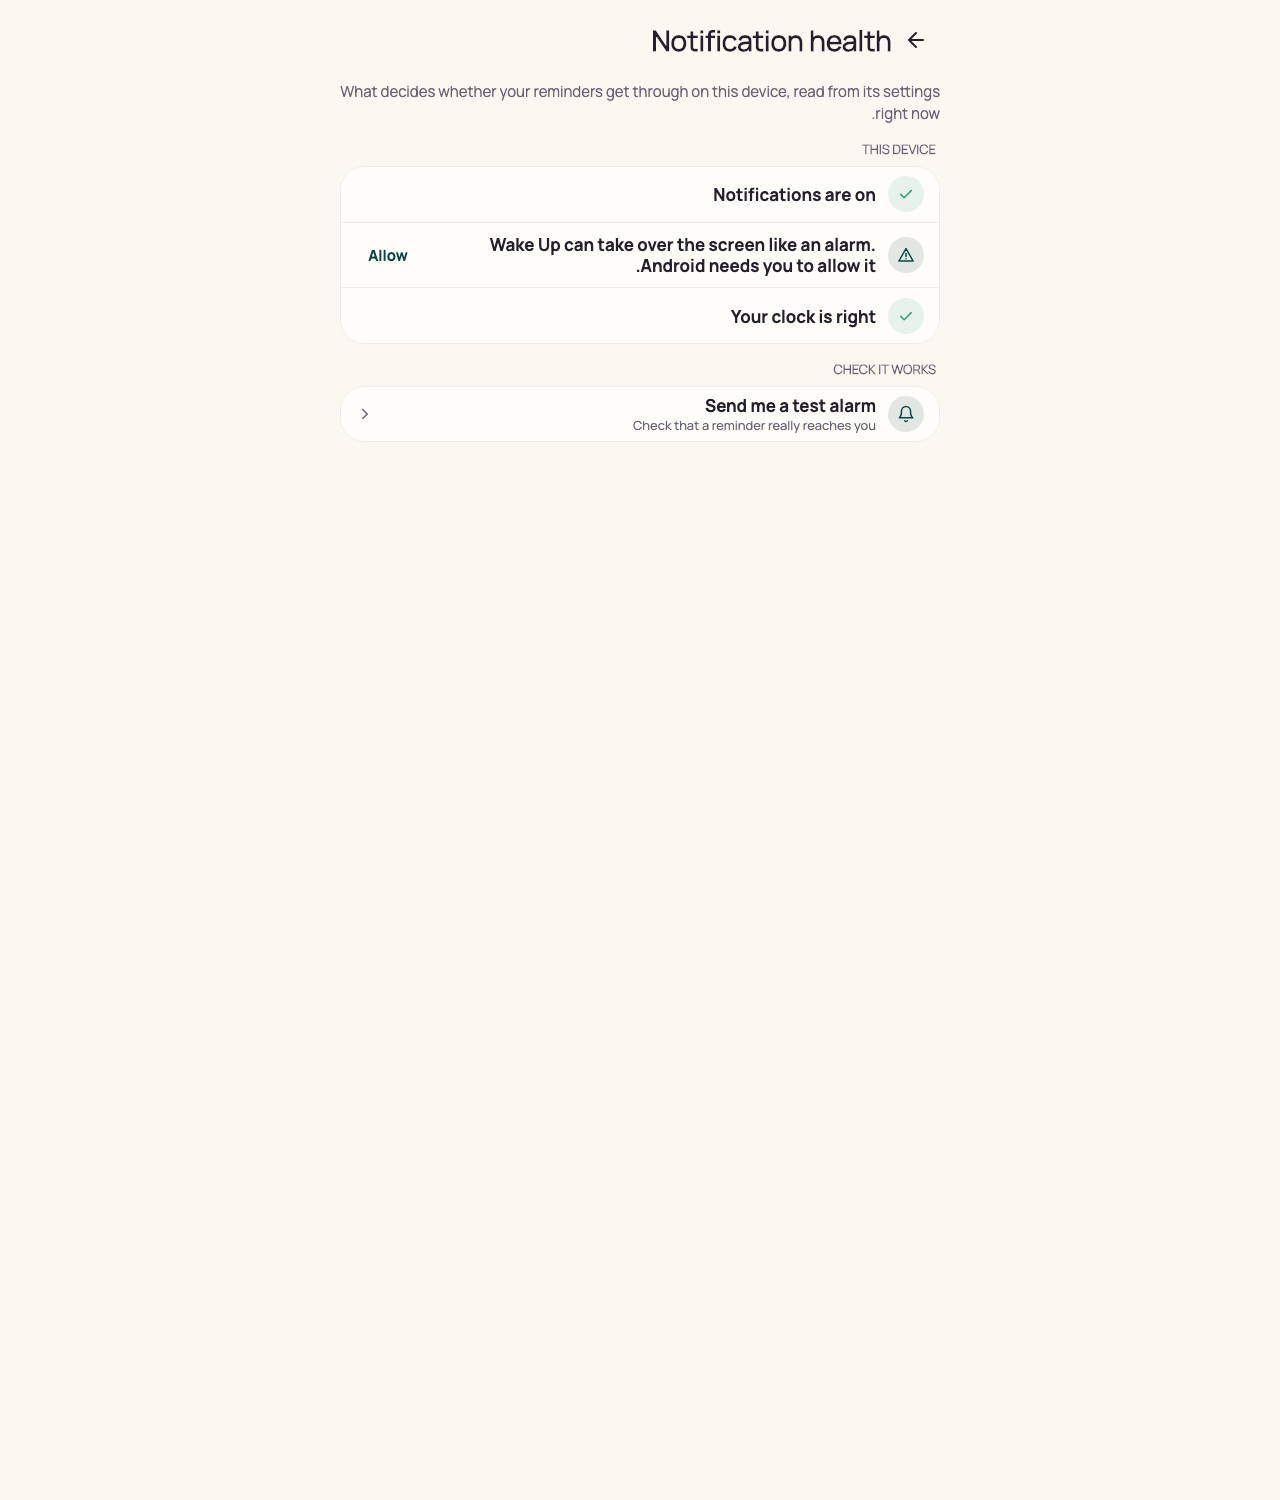 Notification health
What decides whether your reminders get through on this device, read from its settings
.right now
THIS DEVICE
Notifications are on
Wake Up can take over the screen like an alarm.
.Android needs you to allow it
Allow
Your clock is right
CHECK IT WORKS
Send me a test alarm
Check that a reminder really reaches you